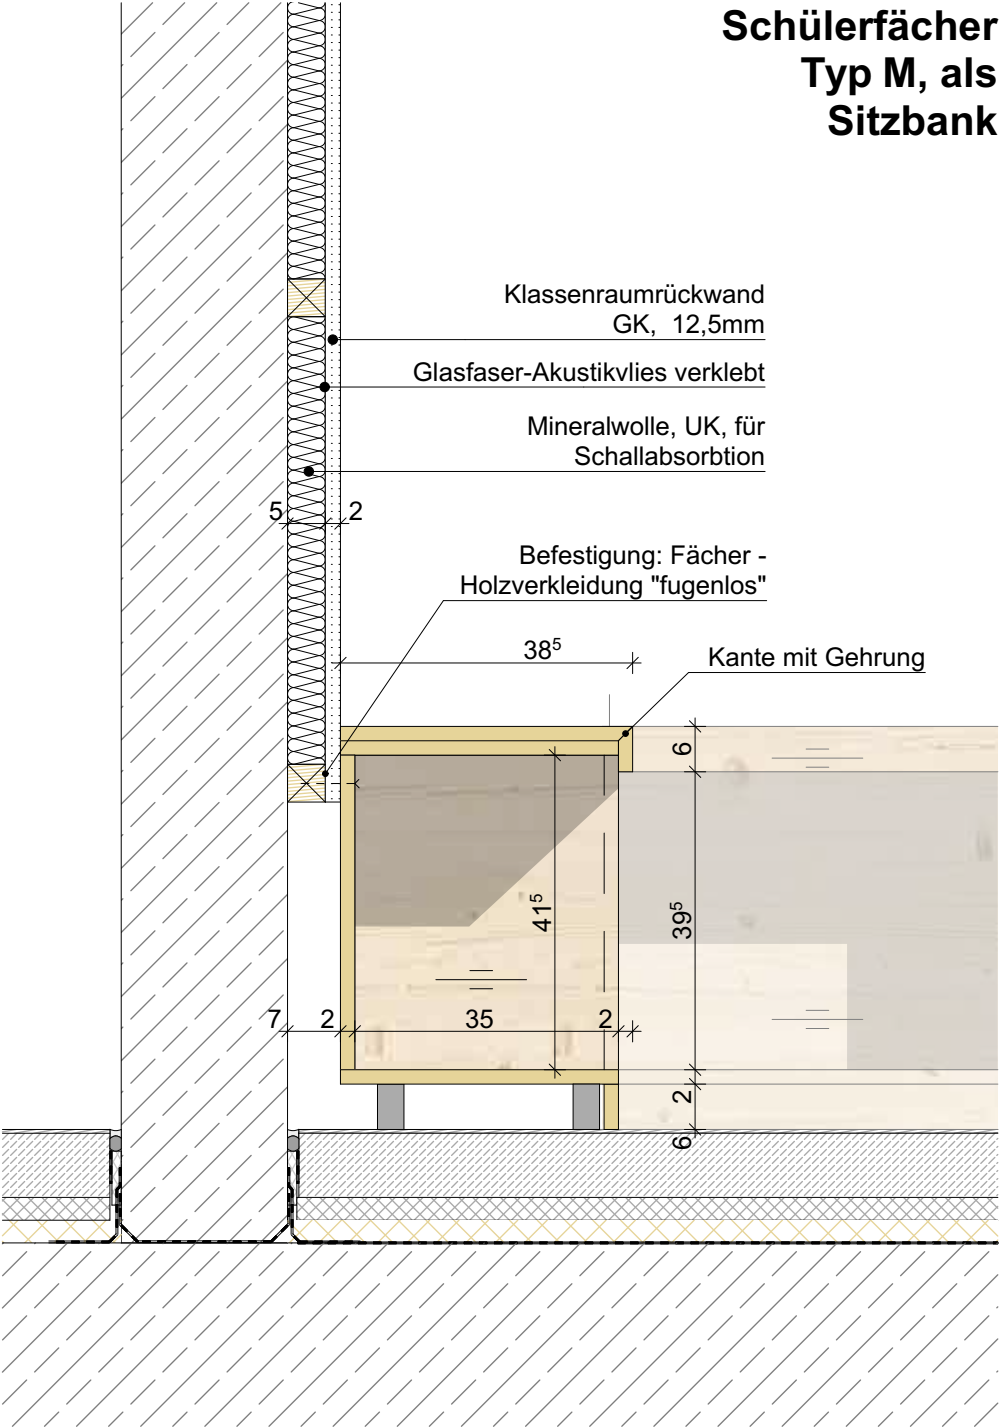 Schülerfächer
Typ M, als
Sitzbank
Klassenraumrückwand
GK, 12,5mm
Glasfaser-Akustikvlies verklebt
Mineralwolle, UK, für
Schallabsorbtion
5 2
Befestigung: Fächer -
Holzverkleidung "fugenlos"
38⁵
Kante mit Gehrung
6
41⁵
39⁵
7 2 35 2
2
6